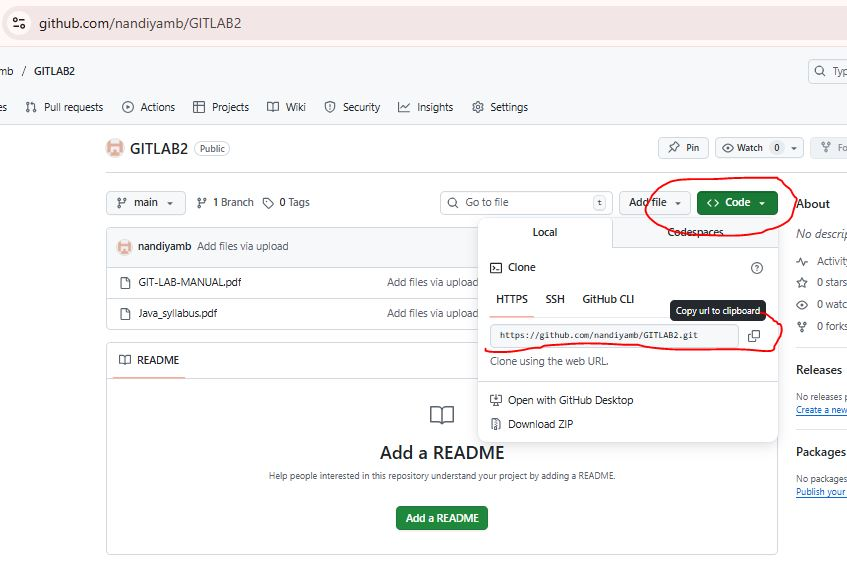 github.com/nandiyamb/GITLAB2
mb / GITLAB2
Typ
es Pull requests Actions Projects Wiki Security Insights Settings
GITLAB2 Public
Pin Watch 0 Fo
main 1 Branch 0 Tags Go to file t Add file <> Code About
nandiyamb Add files via upload
Local Codespaces
No descrip
Clone
Activity
GIT-LAB-MANUAL.pdf Add files via upload
0 stars
HTTPS SSH GitHub CLI
0 watc
Java_syllabus.pdf Add files via upload
Copy url to clipboard
0 forks
https://github.com/nandiyamb/GITLAB2.git
README
Clone using the web URL.
Releases
Open with GitHub Desktop
No releases p
Create a new
Download ZIP
Add a README
Packages
Help people interested in this repository understand your project by adding a README.
No packages
Publish your
Add a README